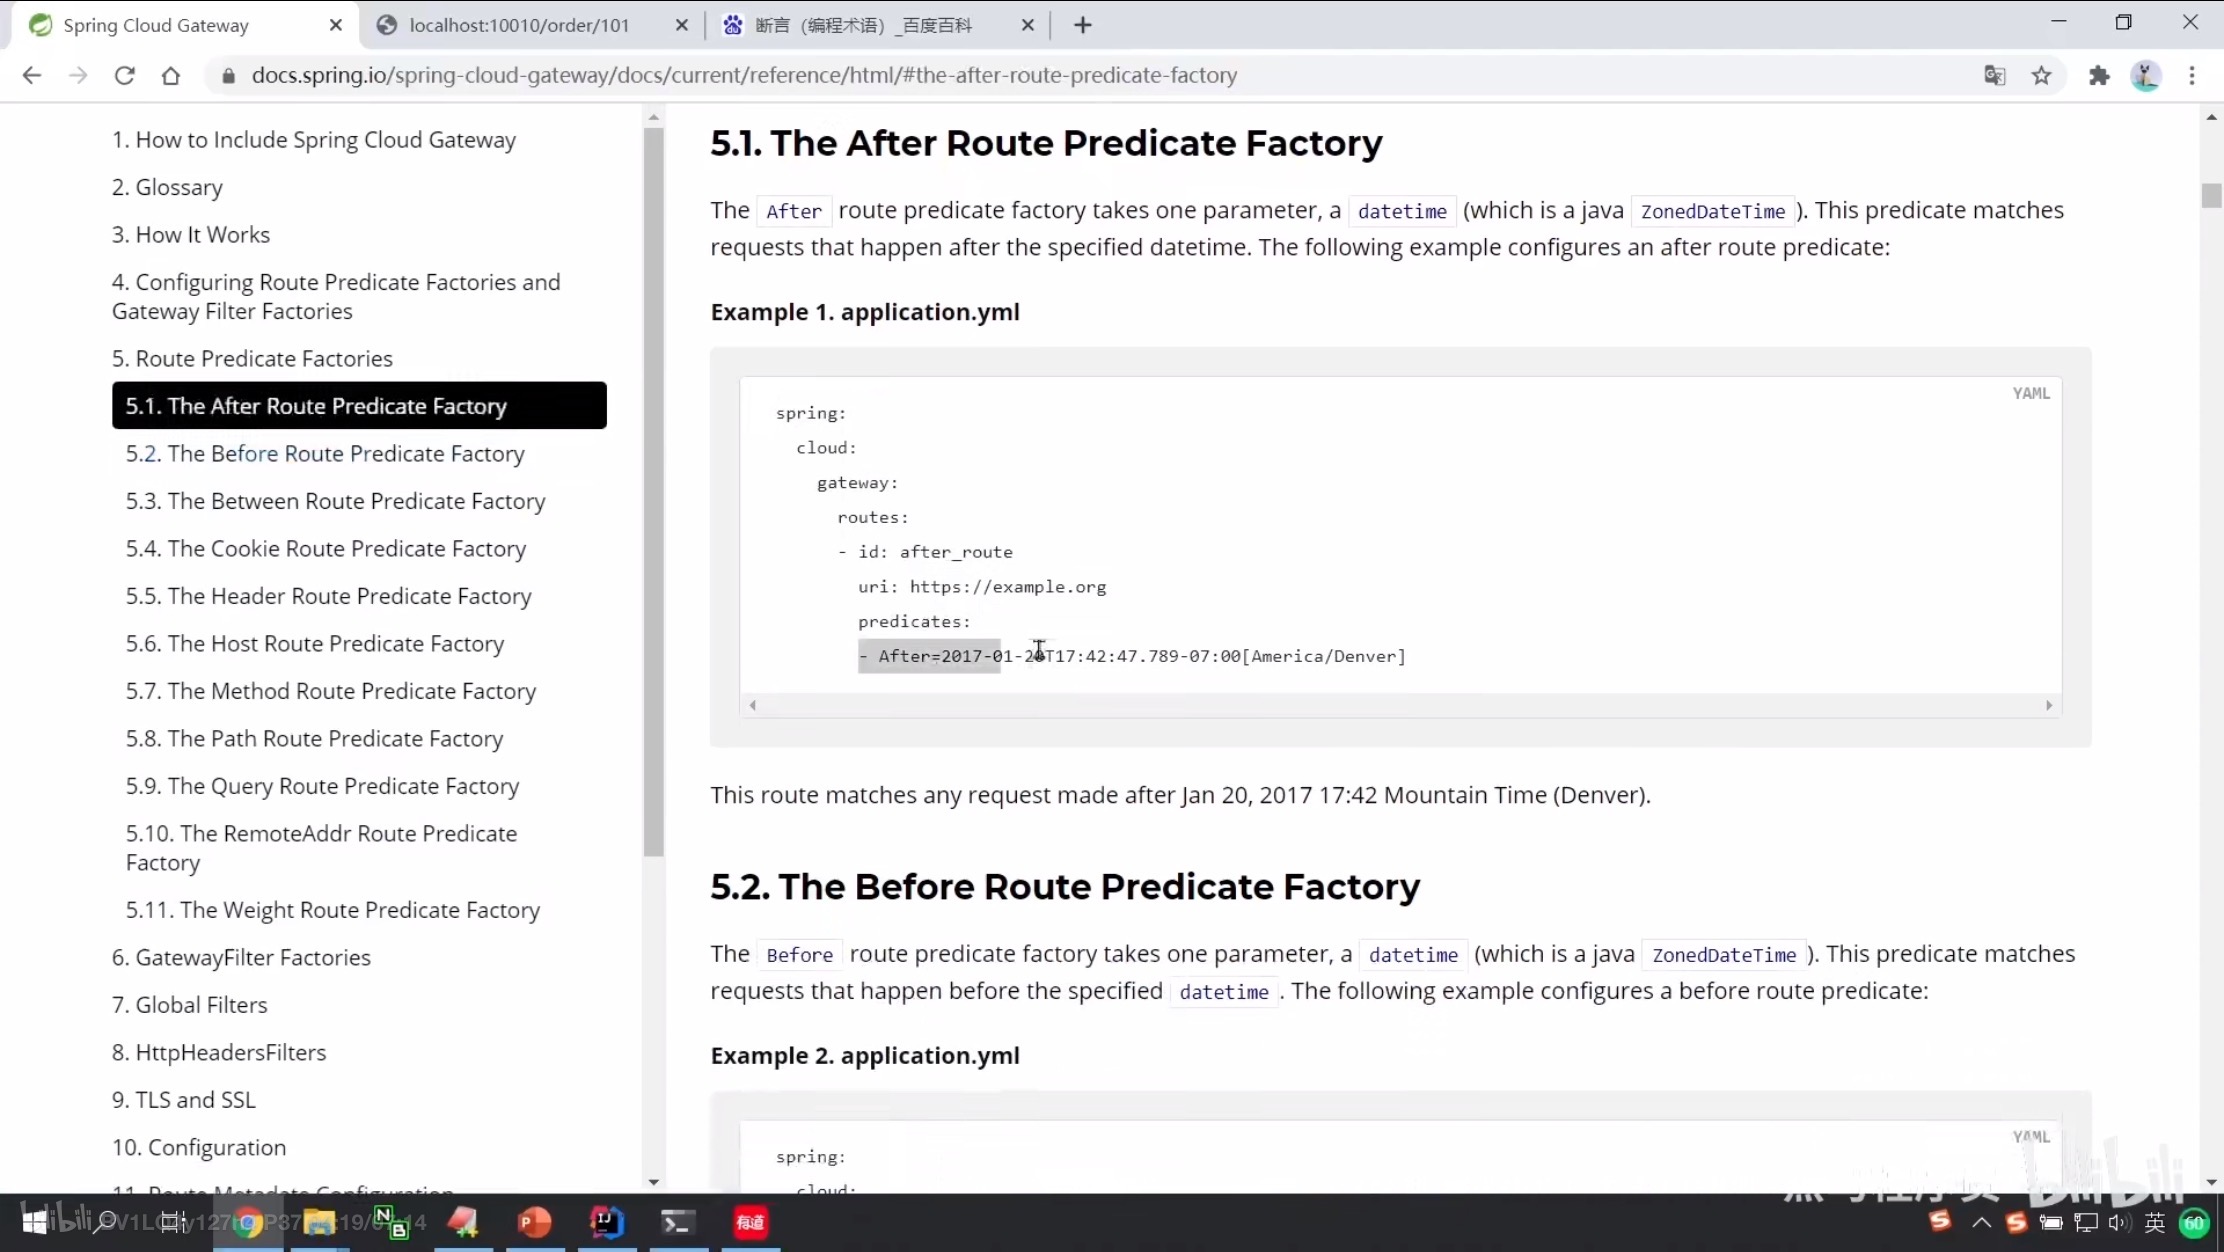 Spring Cloud Gateway
localhost:10010/order/101
断言（编程术语）_百度百科
docs.spring.io/spring-cloud-gateway/docs/current/reference/html/#the-after-route-predicate-factory
1. How to Include Spring Cloud Gateway
2. Glossary
3. How It Works
4. Configuring Route Predicate Factories and
Gateway Filter Factories
5. Route Predicate Factories
5.1. The After Route Predicate Factory
5.2. The Before Route Predicate Factory
5.3. The Between Route Predicate Factory
5.4. The Cookie Route Predicate Factory
5.5. The Header Route Predicate Factory
5.6. The Host Route Predicate Factory
5.7. The Method Route Predicate Factory
5.8. The Path Route Predicate Factory
5.9. The Query Route Predicate Factory
5.10. The RemoteAddr Route Predicate
Factory
5.11. The Weight Route Predicate Factory
6. GatewayFilter Factories
7. Global Filters
8. HttpHeadersFilters
9. TLS and SSL
10. Configuration
11. Route Metadata Configuration
5.1. The After Route Predicate Factory
The After route predicate factory takes one parameter, a datetime (which is a java ZonedDateTime ). This predicate matches
requests that happen after the specified datetime. The following example configures an after route predicate:
Example 1. application.yml
YAML
spring:
cloud:
gateway:
routes:
- id: after_route
uri: https://example.org
predicates:
- After=2017-01-20T17:42:47.789-07:00[America/Denver]
This route matches any request made after Jan 20, 2017 17:42 Mountain Time (Denver).
5.2. The Before Route Predicate Factory
The Before route predicate factory takes one parameter, a datetime (which is a java ZonedDateTime ). This predicate matches
requests that happen before the specified datetime . The following example configures a before route predicate:
Example 2. application.yml
YAML
spring:
cloud:
bilibili
有道
英
60